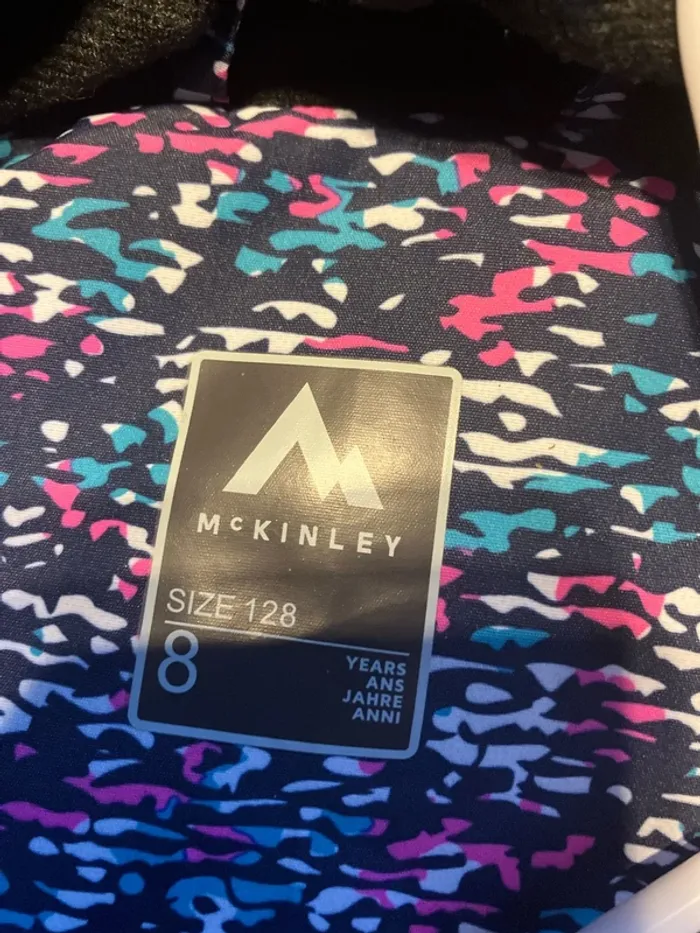 McKINLEY
SIZE 128
8
YEARS
ANS
JAHRE
ANNI